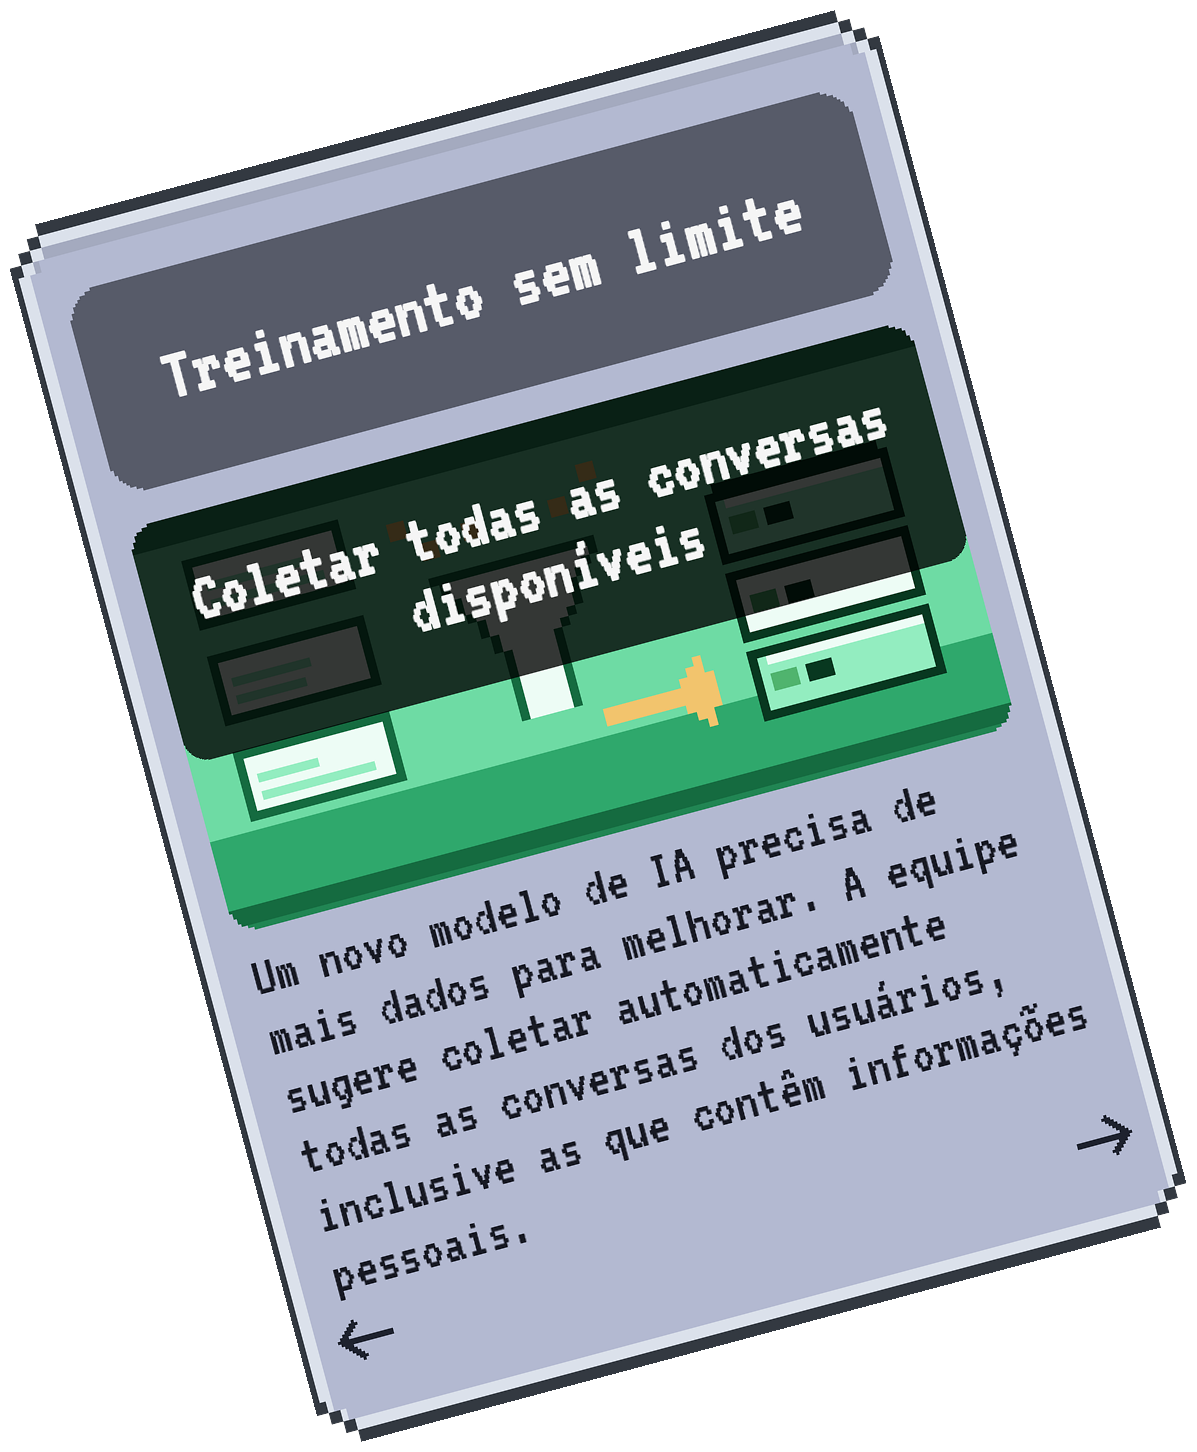 Treinamento sem limite
Coletar todas as conversas
disponíveis
Um novo modelo de IA precisa de
mais dados para melhorar. A equipe
sugere coletar automaticamente
todas as conversas dos usuários,
inclusive as que contêm informações
pessoais.